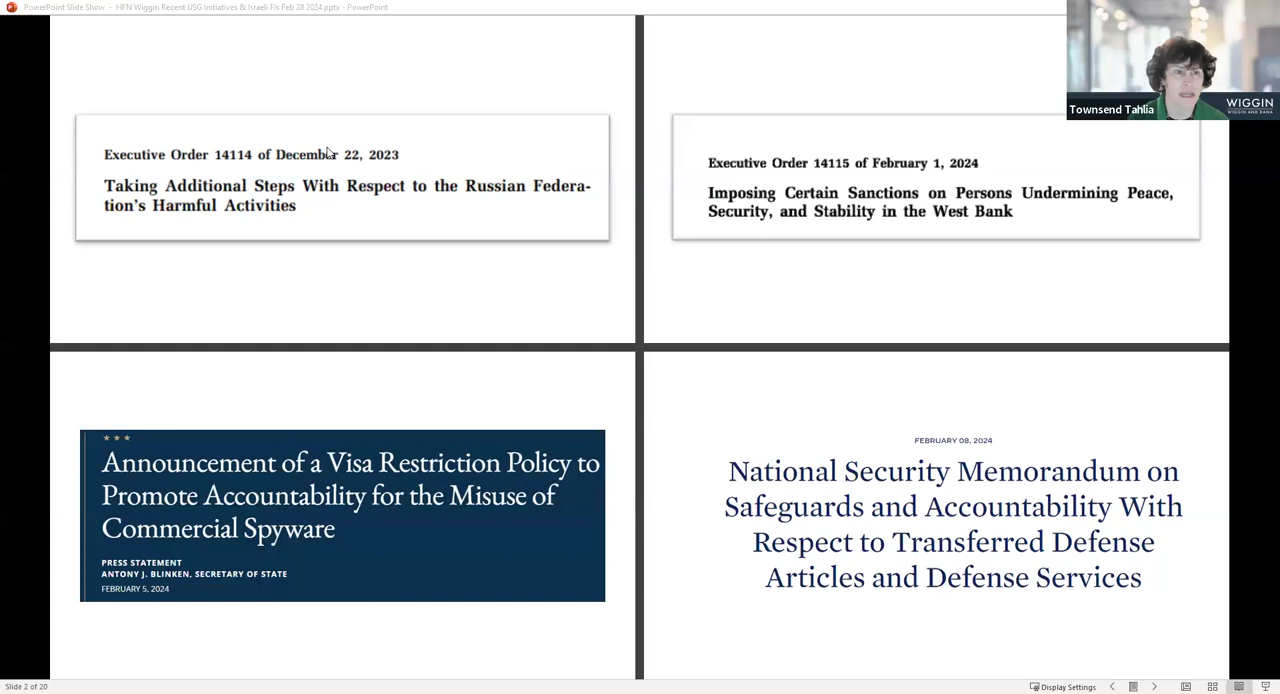 PowerPoint Slide Show - HFN Wiggin Recent USG Initiatives & Israeli FIs Feb 28 2024.pptx - PowerPoint
Townsend Tahlia
WIGGIN
WIGGIN AND DANA
Executive Order 14114 of December 22, 2023
Taking Additional Steps With Respect to the Russian Federa-
tion's Harmful Activities
Executive Order 14115 of February 1, 2024
Imposing Certain Sanctions on Persons Undermining Peace,
Security, and Stability in the West Bank
Announcement of a Visa Restriction Policy to
Promote Accountability for the Misuse of
Commercial Spyware
PRESS STATEMENT
ANTONY J. BLINKEN, SECRETARY OF STATE
FEBRUARY 5, 2024
FEBRUARY 08, 2024
National Security Memorandum on
Safeguards and Accountability With
Respect to Transferred Defense
Articles and Defense Services
Slide 2 of 20
Display Settings